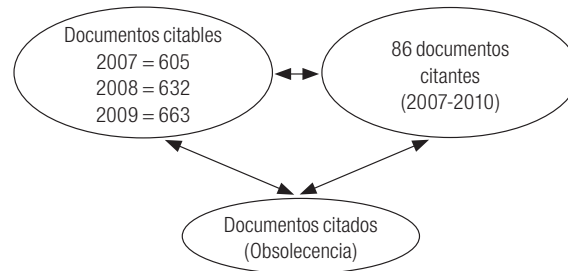 Documentos citables
2007 = 605
2008 = 632
2009 = 663
86 documentos
citantes
(2007-2010)
Documentos citados
(Obsolecencia)